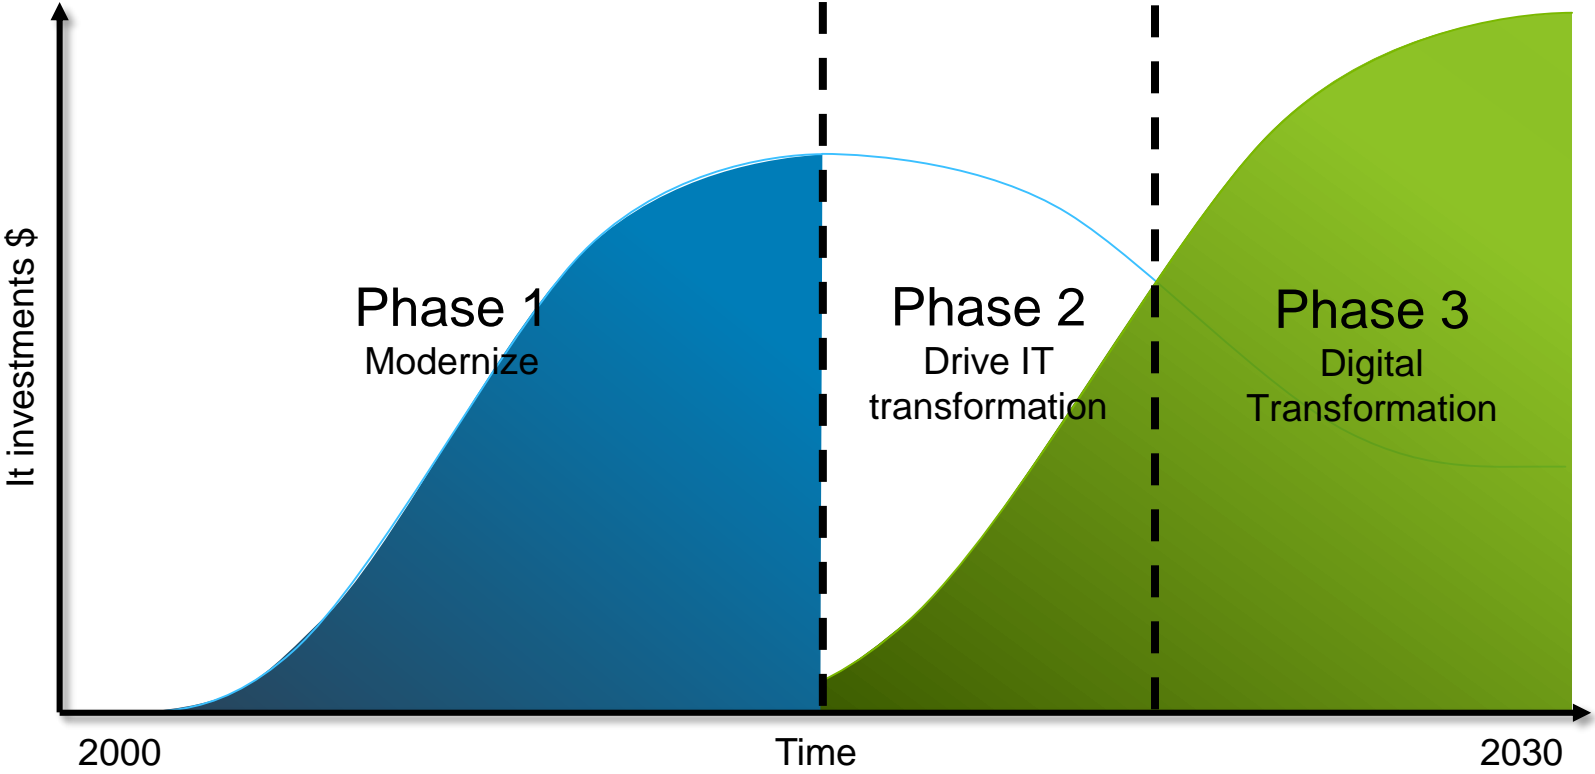 It investments $
Phase 1
Modernize
Phase 2
Drive IT
transformation
Phase 3
Digital
Transformation
2000
Time
2030